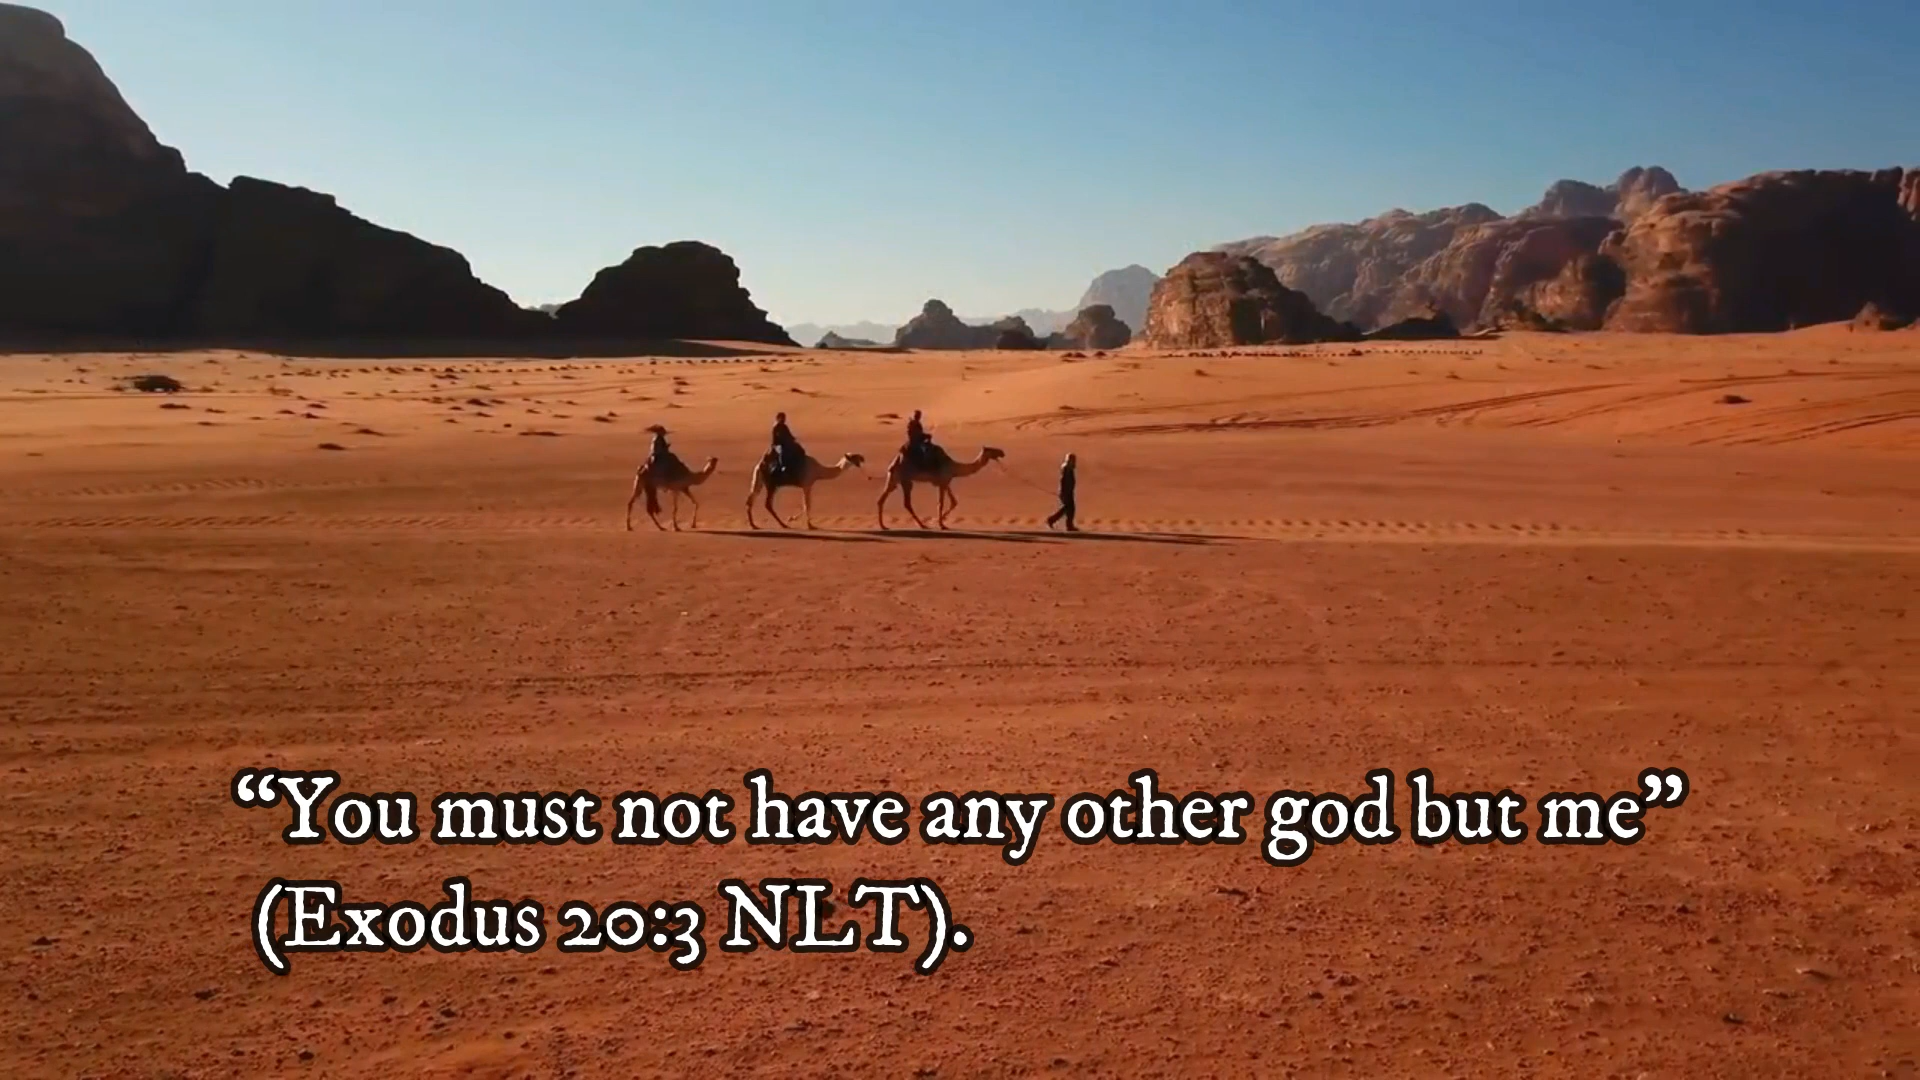 “You must not have any other god but me”
(Exodus 20:3 NLT).